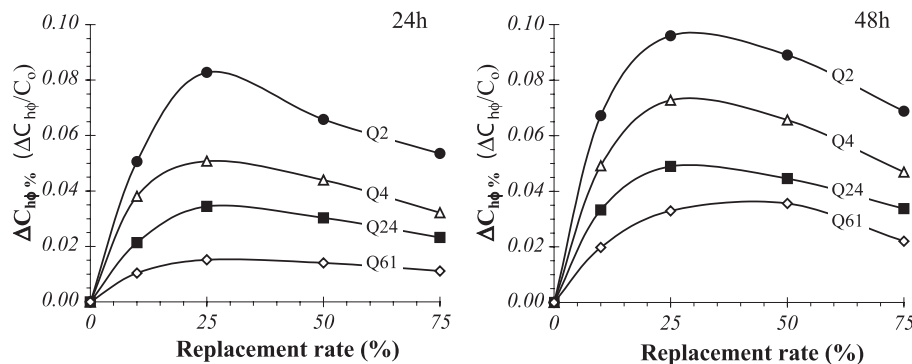 24h
0.10
0.08
0.06
0.04
0.02
0.00
ΔC_hϕ % (ΔC_hϕ/C_o)
Q2
Q4
Q24
Q61
0 25 50 75
Replacement rate (%)
48h
0.10
0.08
0.06
0.04
0.02
0.00
ΔC_hϕ % (ΔC_hϕ/C_o)
Q2
Q4
Q24
Q61
0 25 50 75
Replacement rate (%)